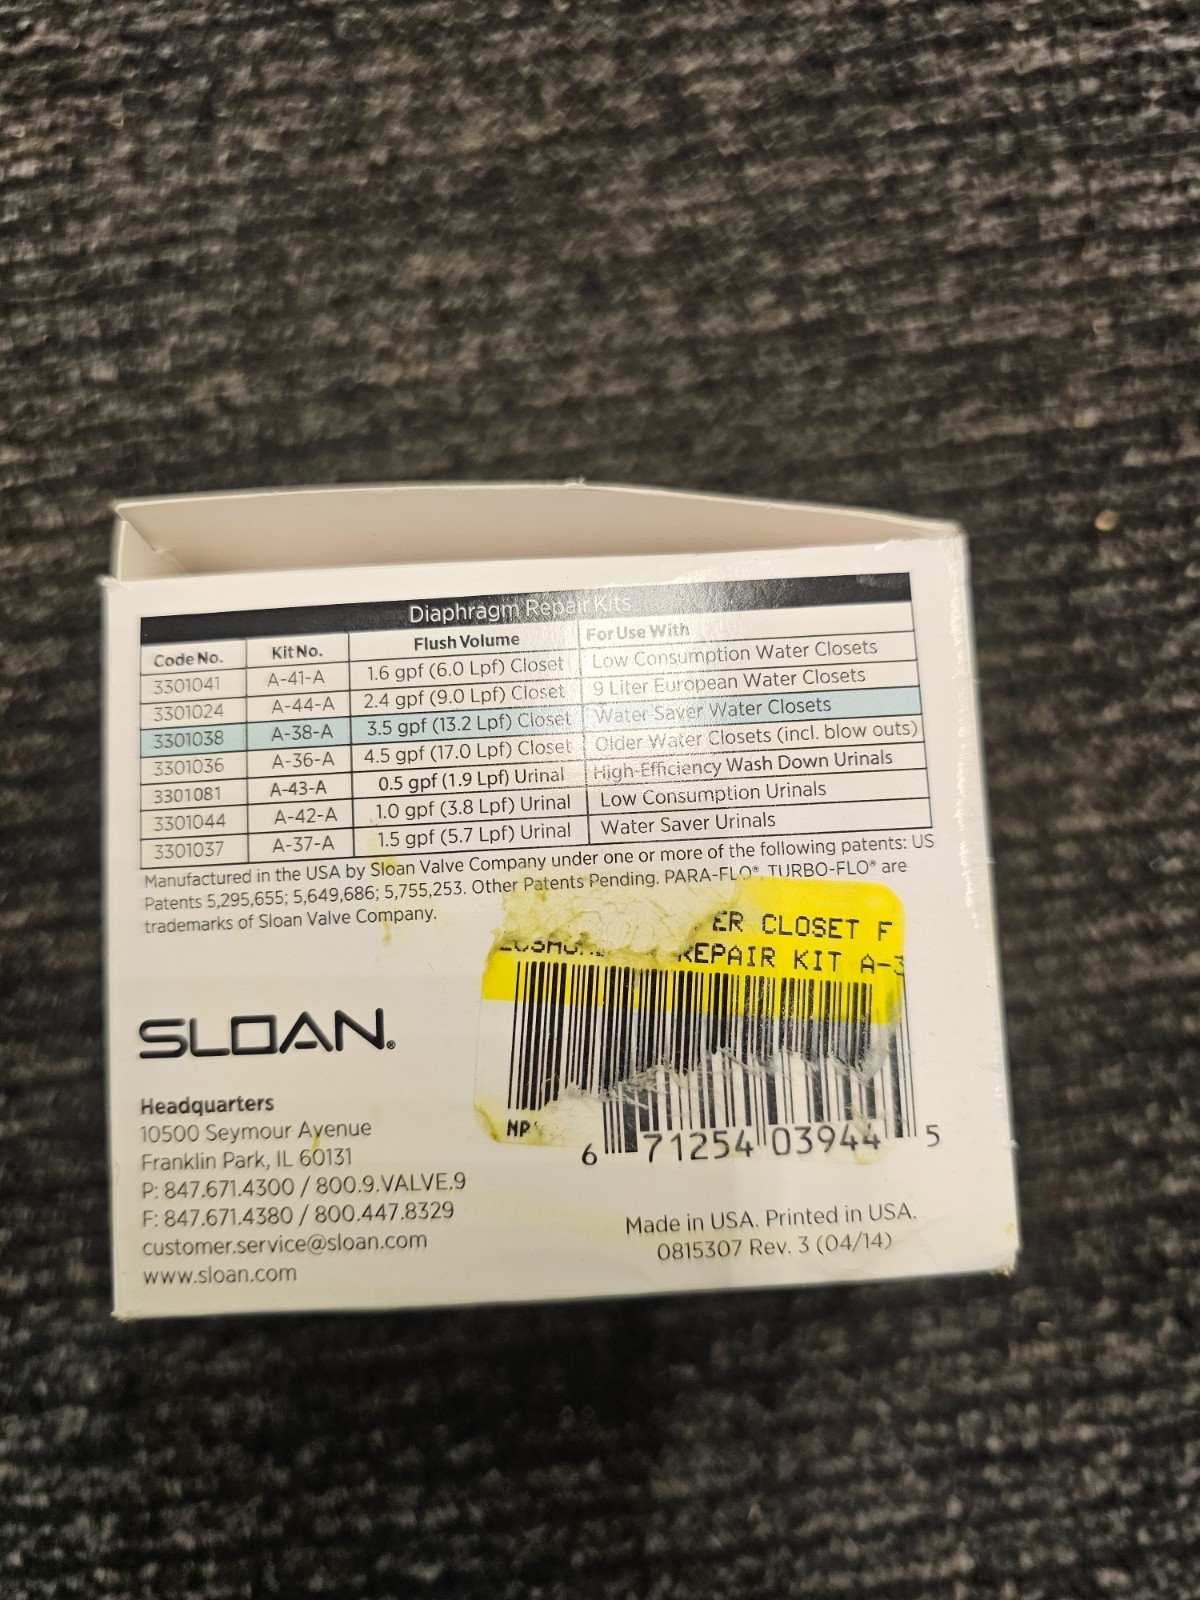 Diaphragm Repair Kits
Code No. Kit No. Flush Volume For Use With
3301041 A-41-A 1.6 gpf (6.0 Lpf) Closet Low Consumption Water Closets
3301024 A-44-A 2.4 gpf (9.0 Lpf) Closet 9 Liter European Water Closets
3301038 A-38-A 3.5 gpf (13.2 Lpf) Closet Water Saver Water Closets
3301036 A-36-A 4.5 gpf (17.0 Lpf) Closet Older Water Closets (incl. blow outs)
3301081 A-43-A 0.5 gpf (1.9 Lpf) Urinal High-Efficiency Wash Down Urinals
3301044 A-42-A 1.0 gpf (3.8 Lpf) Urinal Low Consumption Urinals
3301037 A-37-A 1.5 gpf (5.7 Lpf) Urinal Water Saver Urinals
Manufactured in the USA by Sloan Valve Company under one or more of the following patents: US
Patents 5,295,655; 5,649,686; 5,755,253. Other Patents Pending. PARA-FLO® TURBO-FLO® are
trademarks of Sloan Valve Company.
ER CLOSET F
REPAIR KIT A-3
6 71254 03944 5
SLOAN®
Headquarters
10500 Seymour Avenue
Franklin Park, IL 60131
P: 847.671.4300 / 800.9.VALVE.9
F: 847.671.4380 / 800.447.8329
customer.service@sloan.com
www.sloan.com
Made in USA. Printed in USA.
0815307 Rev. 3 (04/14)